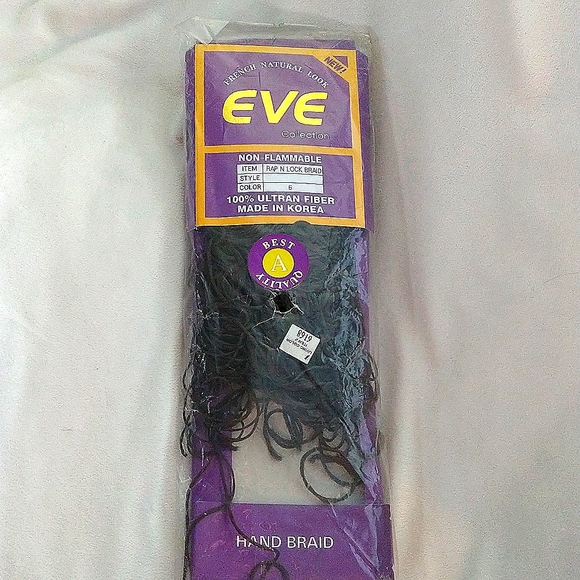 NEW!
FRENCH NATURAL LOOK
EVE
Collection
NON-FLAMMABLE
ITEM RAP N LOCK BRAID
STYLE
COLOR 6
100% ULTRAN FIBER
MADE IN KOREA
BEST
A
QUALITY
8919
HAND BRAID